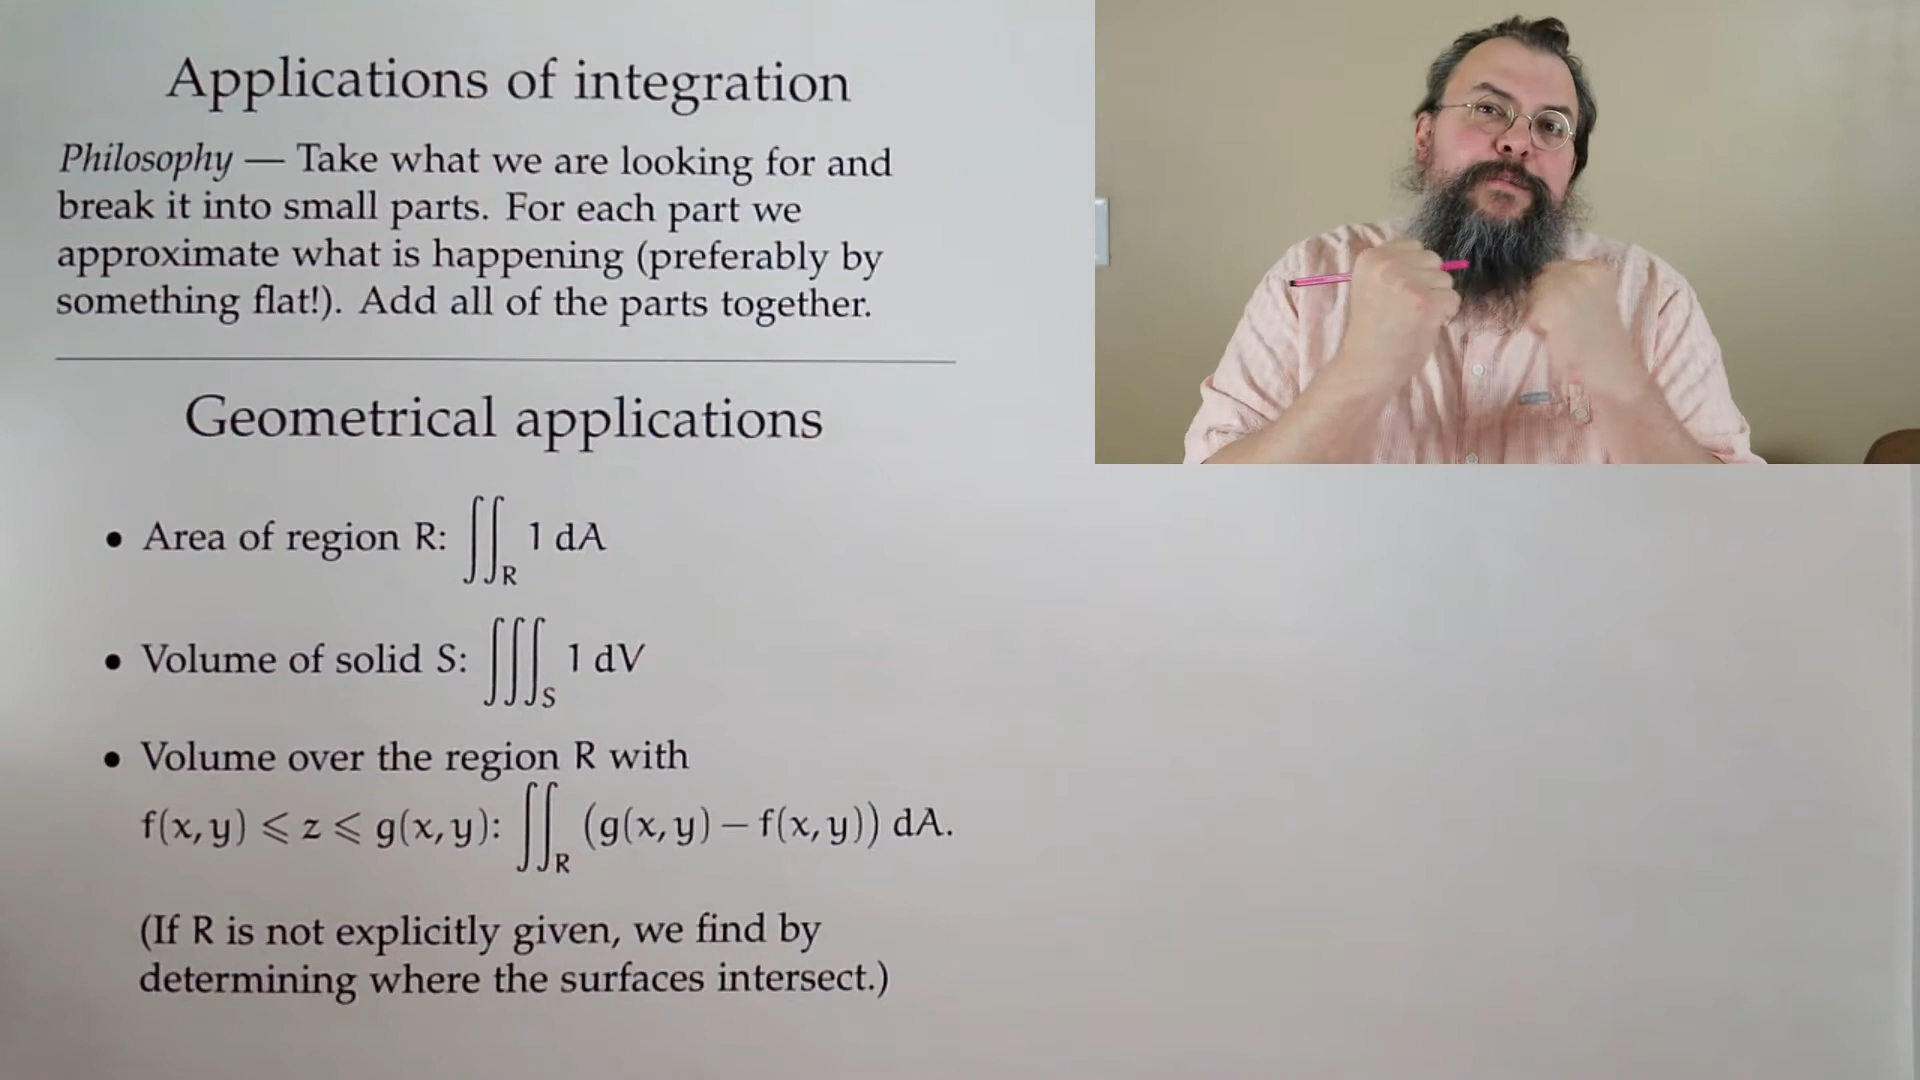 Applications of integration
Philosophy — Take what we are looking for and
break it into small parts. For each part we
approximate what is happening (preferably by
something flat!). Add all of the parts together.
Geometrical applications
• Area of region R: ∬_R 1 dA
• Volume of solid S: ∭_S 1 dV
• Volume over the region R with
f(x,y) ⩽ z ⩽ g(x,y): ∬_R (g(x,y) − f(x,y)) dA.
(If R is not explicitly given, we find by
determining where the surfaces intersect.)